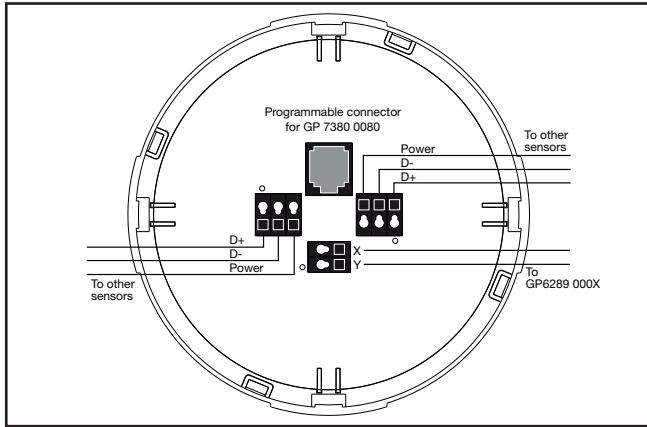 Programmable connector
for GP 7380 0080
Power
To other
sensors
D-
D+
D+
D-
Power
To other
sensors
X
Y
To
GP6289 000X